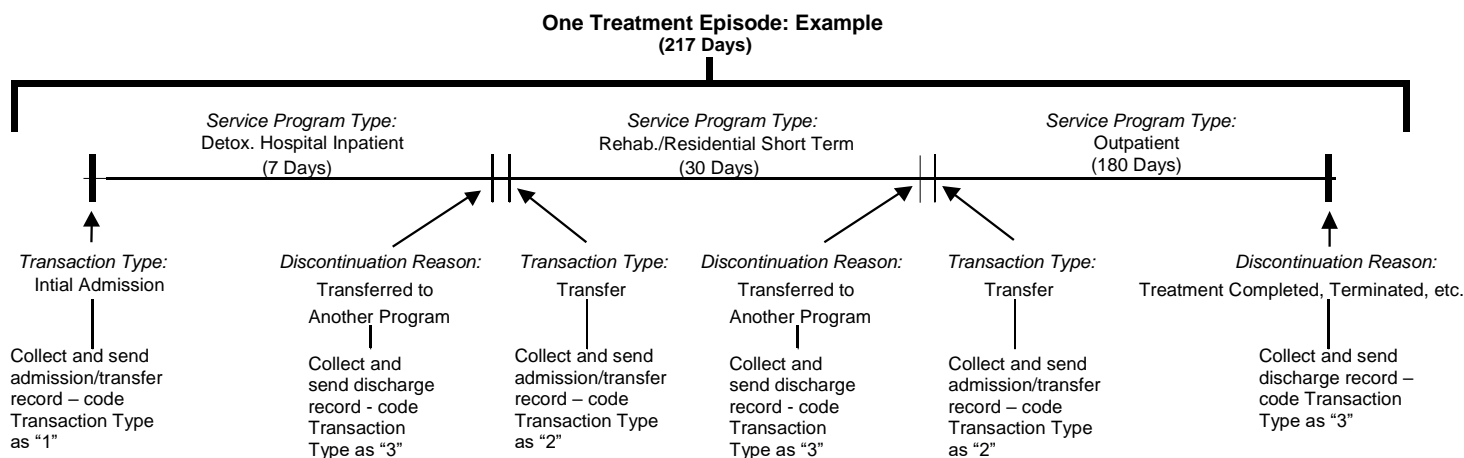 One Treatment Episode: Example
(217 Days)
Service Program Type:
Detox. Hospital Inpatient
(7 Days)
Service Program Type:
Rehab./Residential Short Term
(30 Days)
Service Program Type:
Outpatient
(180 Days)
Transaction Type:
Intial Admission
Collect and send
admission/transfer
record – code
Transaction Type
as “1”
Discontinuation Reason:
Transferred to
Another Program
Collect and
send discharge
record - code
Transaction
Type as “3”
Transaction Type:
Transfer
Collect and send
admission/transfer
record – code
Transaction Type
as “2”
Discontinuation Reason:
Transferred to
Another Program
Collect and
send discharge
record - code
Transaction
Type as “3”
Transaction Type:
Transfer
Collect and send
admission/transfer
record – code
Transaction Type
as “2”
Discontinuation Reason:
Treatment Completed, Terminated, etc.
Collect and send
discharge record –
code Transaction
Type as “3”